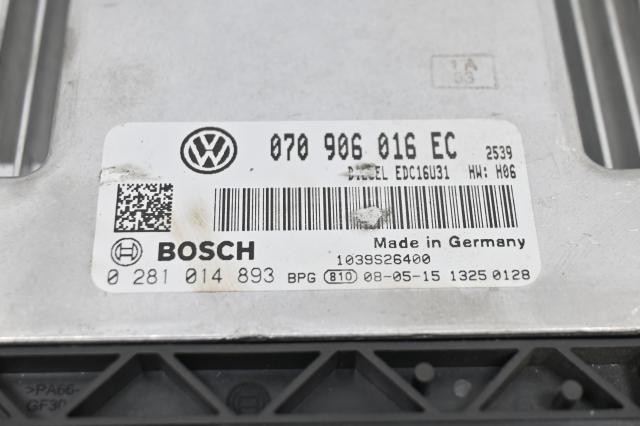 1 A
070 906 016 EC 2539
DIESEL EDC16U31 HW: H06
BOSCH
Made in Germany
1039S26400
0 281 014 893 BPG 810 08-05-15 1325 0128
>PA66-
GF30